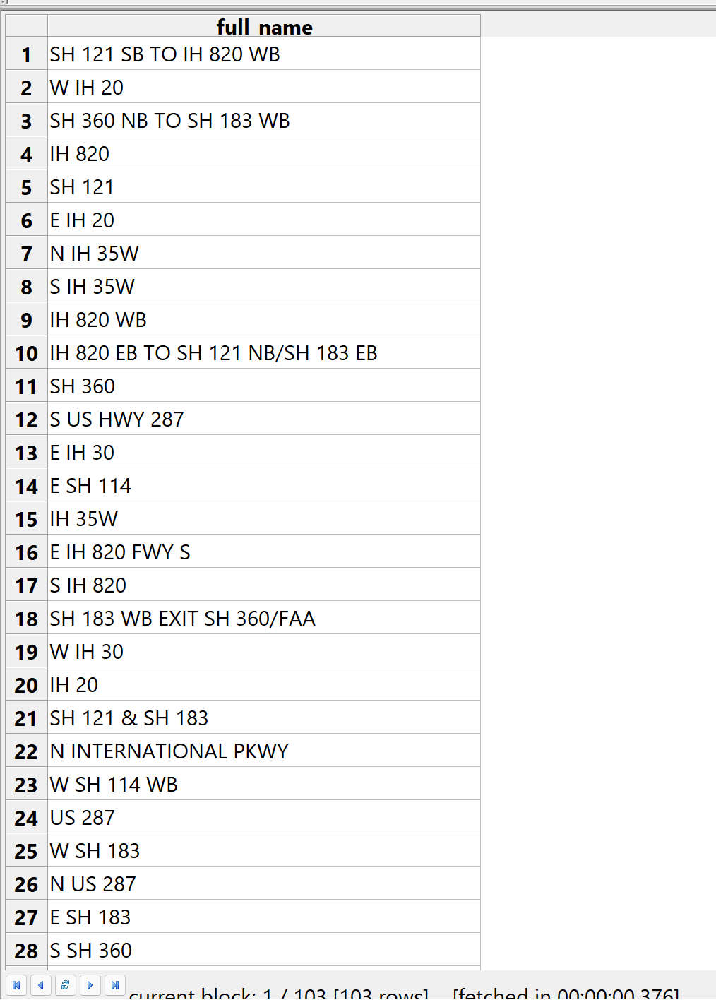 full_name
1 SH 121 SB TO IH 820 WB
2 W IH 20
3 SH 360 NB TO SH 183 WB
4 IH 820
5 SH 121
6 E IH 20
7 N IH 35W
8 S IH 35W
9 IH 820 WB
10 IH 820 EB TO SH 121 NB/SH 183 EB
11 SH 360
12 S US HWY 287
13 E IH 30
14 E SH 114
15 IH 35W
16 E IH 820 FWY S
17 S IH 820
18 SH 183 WB EXIT SH 360/FAA
19 W IH 30
20 IH 20
21 SH 121 & SH 183
22 N INTERNATIONAL PKWY
23 W SH 114 WB
24 US 287
25 W SH 183
26 N US 287
27 E SH 183
28 S SH 360
current block: 1 / 103 [103 rows] [fetched in 00:00:00.376]